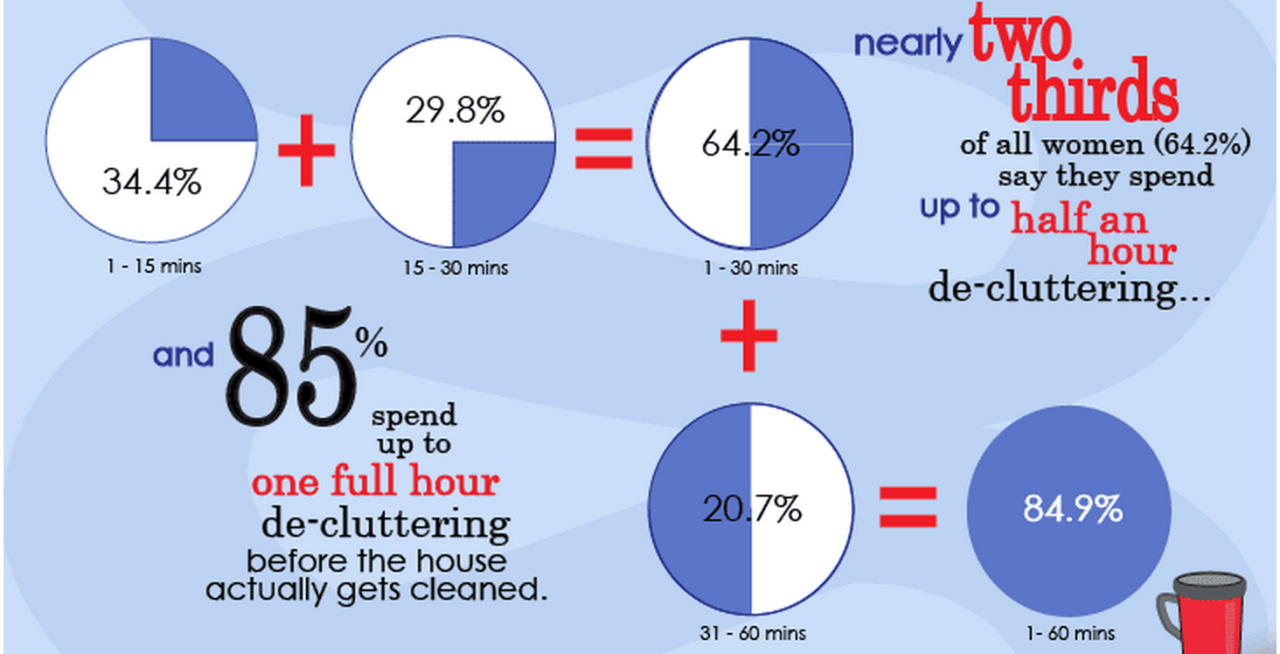 34.4%
1 - 15 mins
+
29.8%
15 - 30 mins
=
64.2%
1 - 30 mins
nearly two
thirds
of all women (64.2%)
say they spend
up to half an
hour
de-cluttering...
and 85%
spend
up to
one full hour
de-cluttering
before the house
actually gets cleaned.
+
20.7%
31 - 60 mins
=
84.9%
1- 60 mins